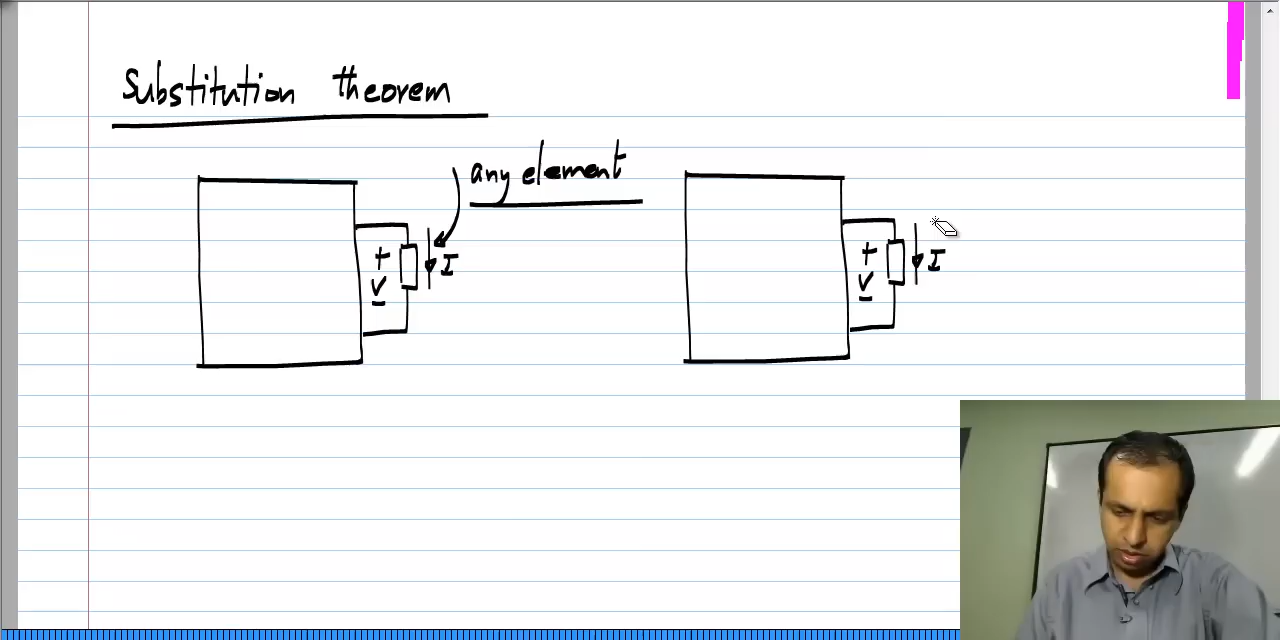 Substitution theorem
any element
+
V
-
I
+
V
-
I